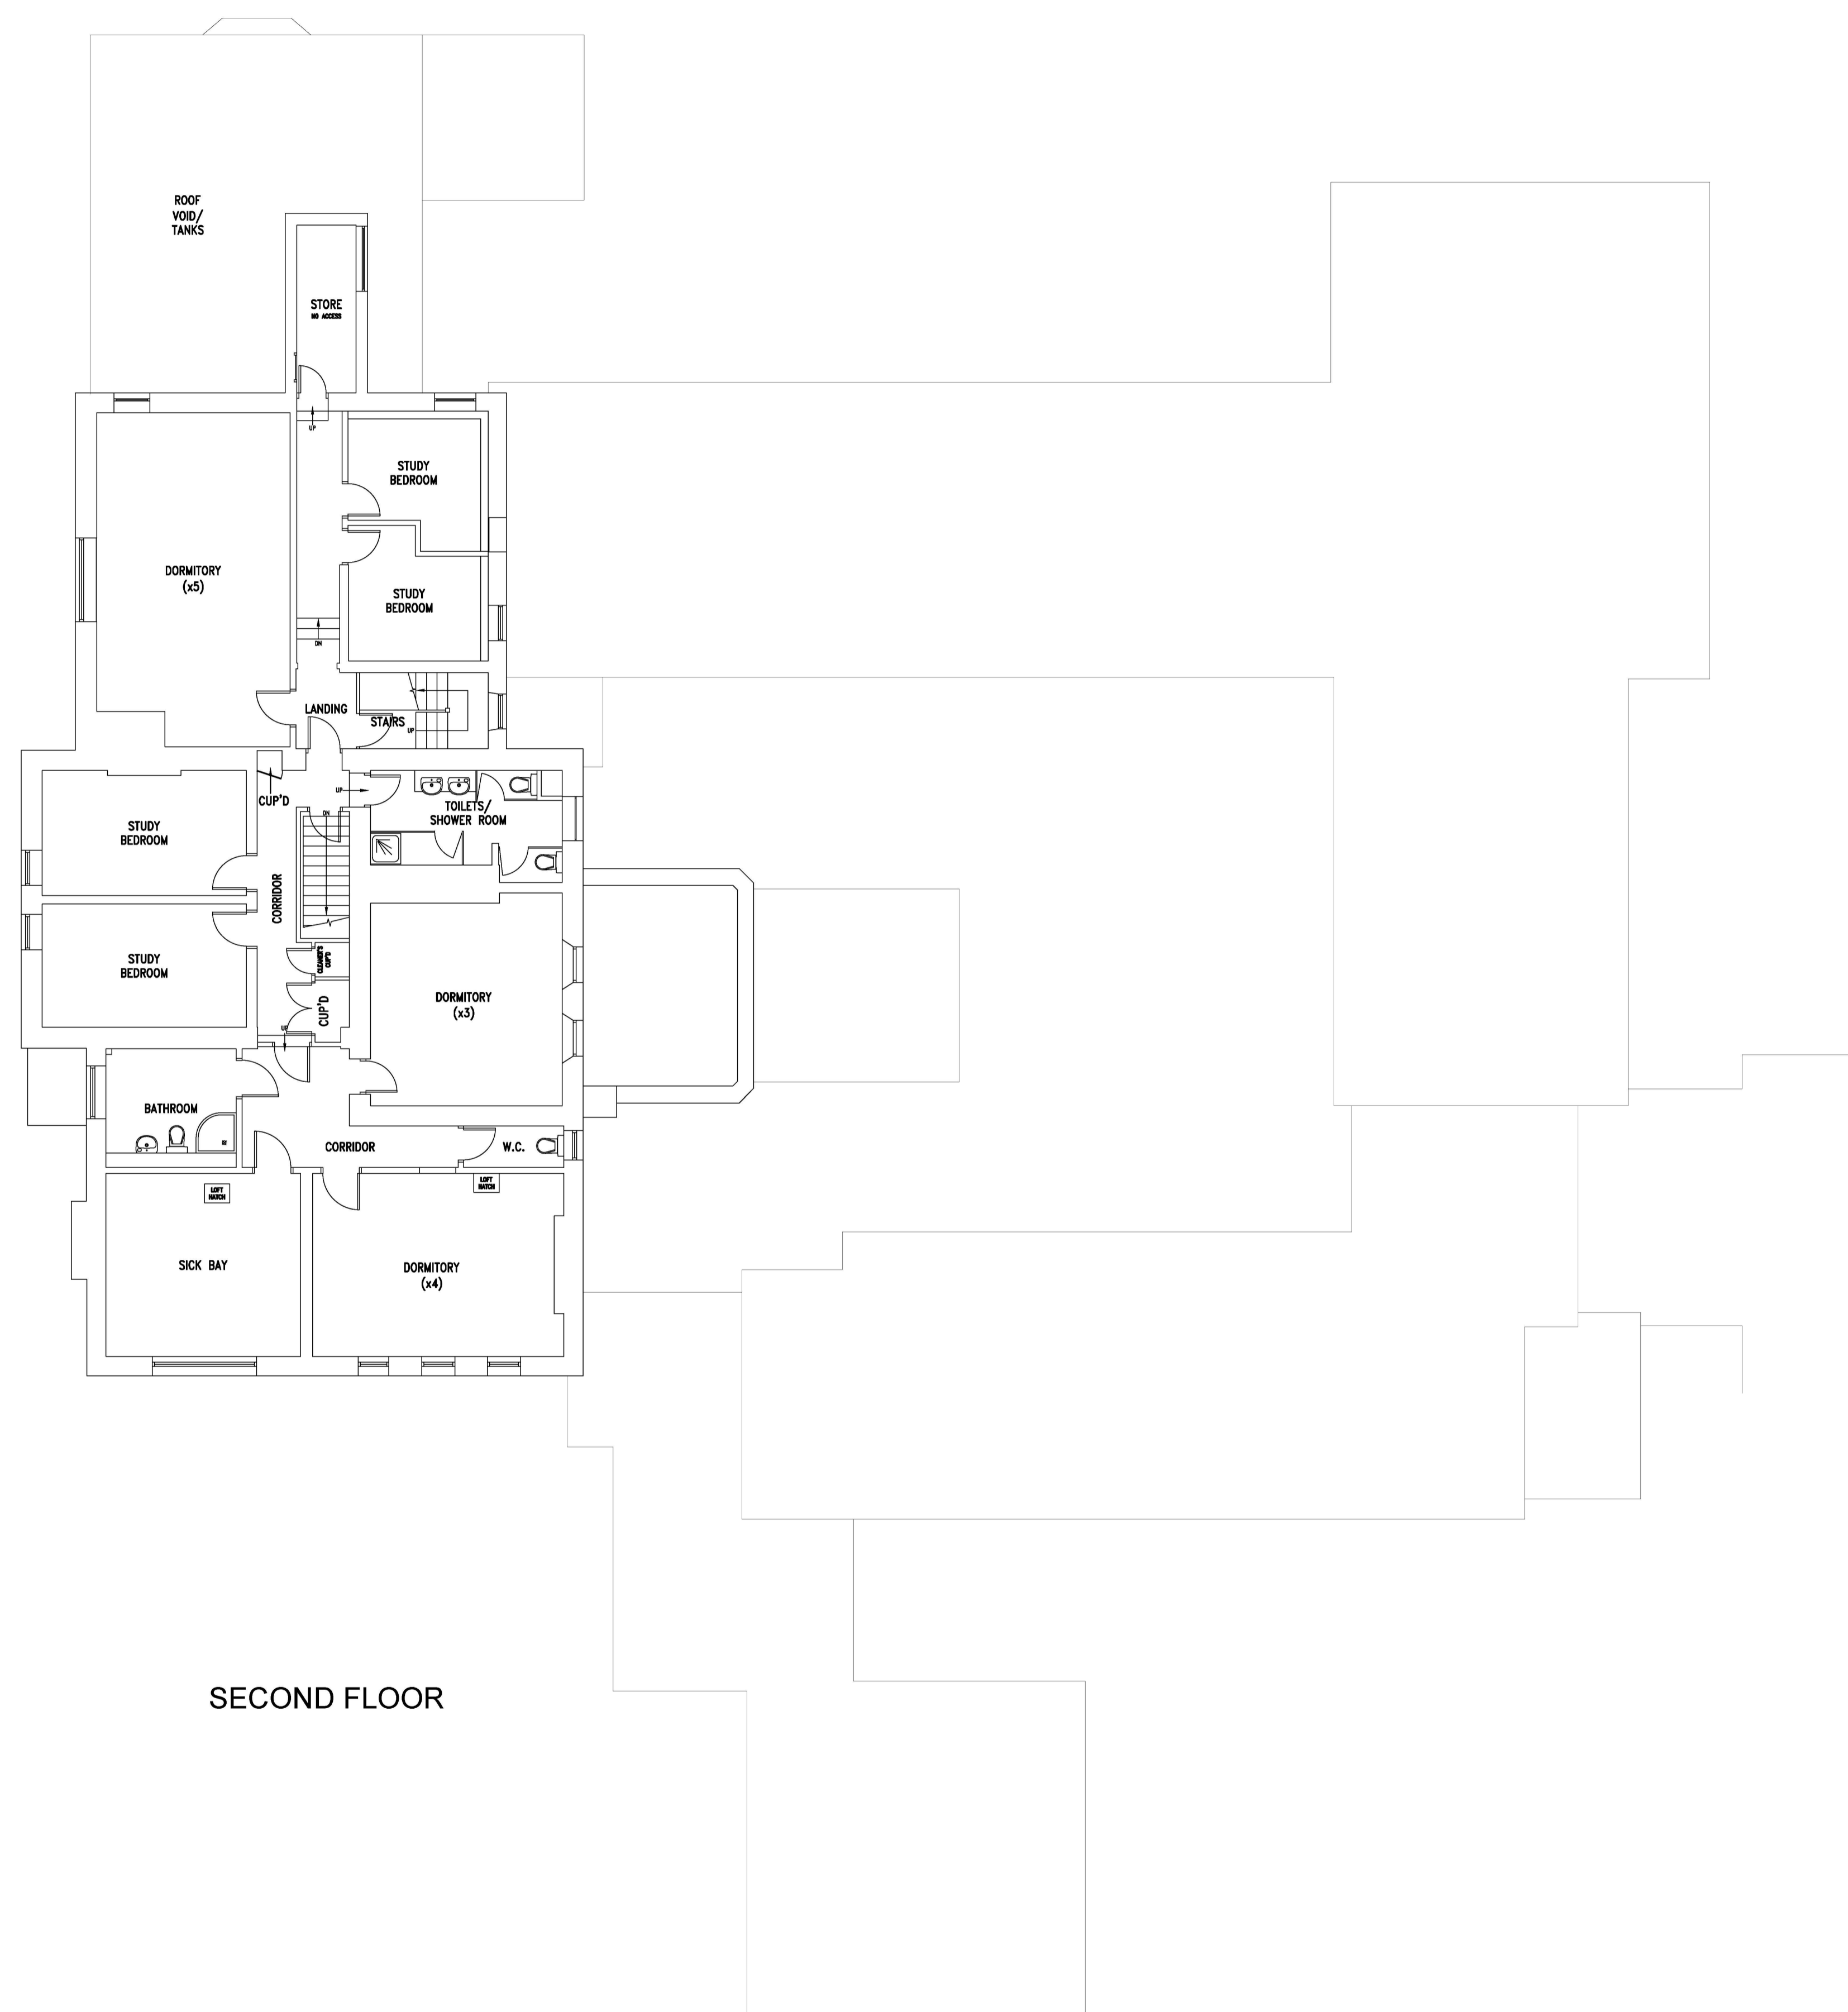 ROOF
VOID/
TANKS
STORE
NO ACCESS
UP
STUDY
BEDROOM
DORMITORY
(x5)
STUDY
BEDROOM
DN
LANDING
STAIRS
UP
CUP'D
UP
TOILETS/
SHOWER ROOM
DN
STUDY
BEDROOM
CORRIDOR
STUDY
BEDROOM
CLEANER'S
CUP'D
CUP'D
DORMITORY
(x3)
UP
BATHROOM
CORRIDOR
W.C.
LOFT
HATCH
LOFT
HATCH
SICK BAY
DORMITORY
(x4)
SECOND FLOOR